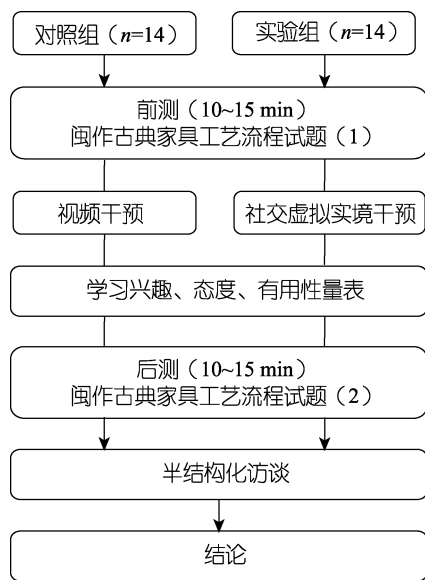 对照组（n=14）
实验组（n=14）
前测（10~15 min）
闽作古典家具工艺流程试题（1）
视频干预
社交虚拟实境干预
学习兴趣、态度、有用性量表
后测（10~15 min）
闽作古典家具工艺流程试题（2）
半结构化访谈
结论